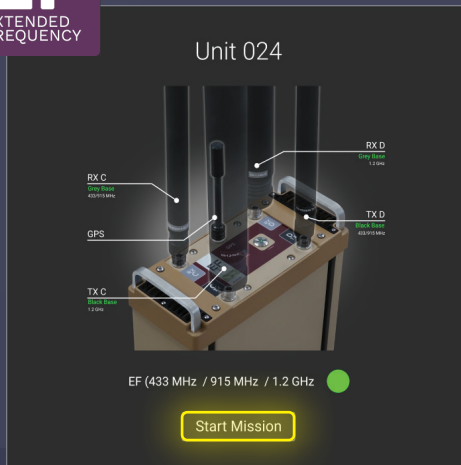 XTENDED
REQUENCY
Unit 024
RX D
Grey Base
1.2 GHz
RX C
Grey Base
433/915 MHz
TX D
Black Base
433/915 MHz
GPS
TX C
Black Base
1.2 GHz
EF (433 MHz / 915 MHz / 1.2 GHz
Start Mission